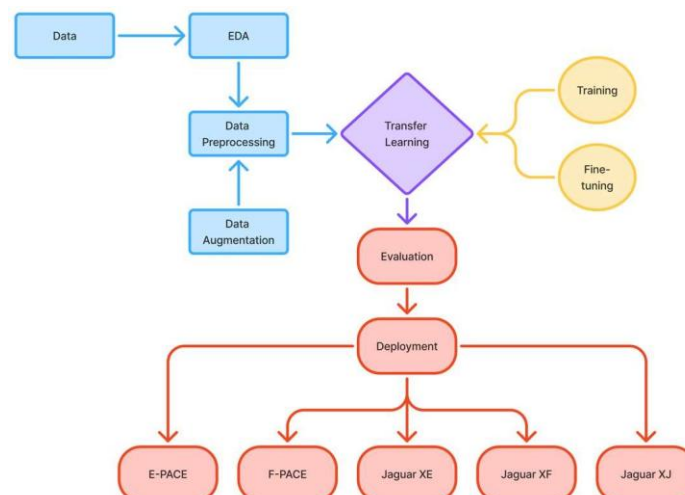 Data
EDA
Training
Data
Preprocessing
Transfer
Learning
Fine-
tuning
Data
Augmentation
Evaluation
Deployment
E-PACE
F-PACE
Jaguar XE
Jaguar XF
Jaguar XJ